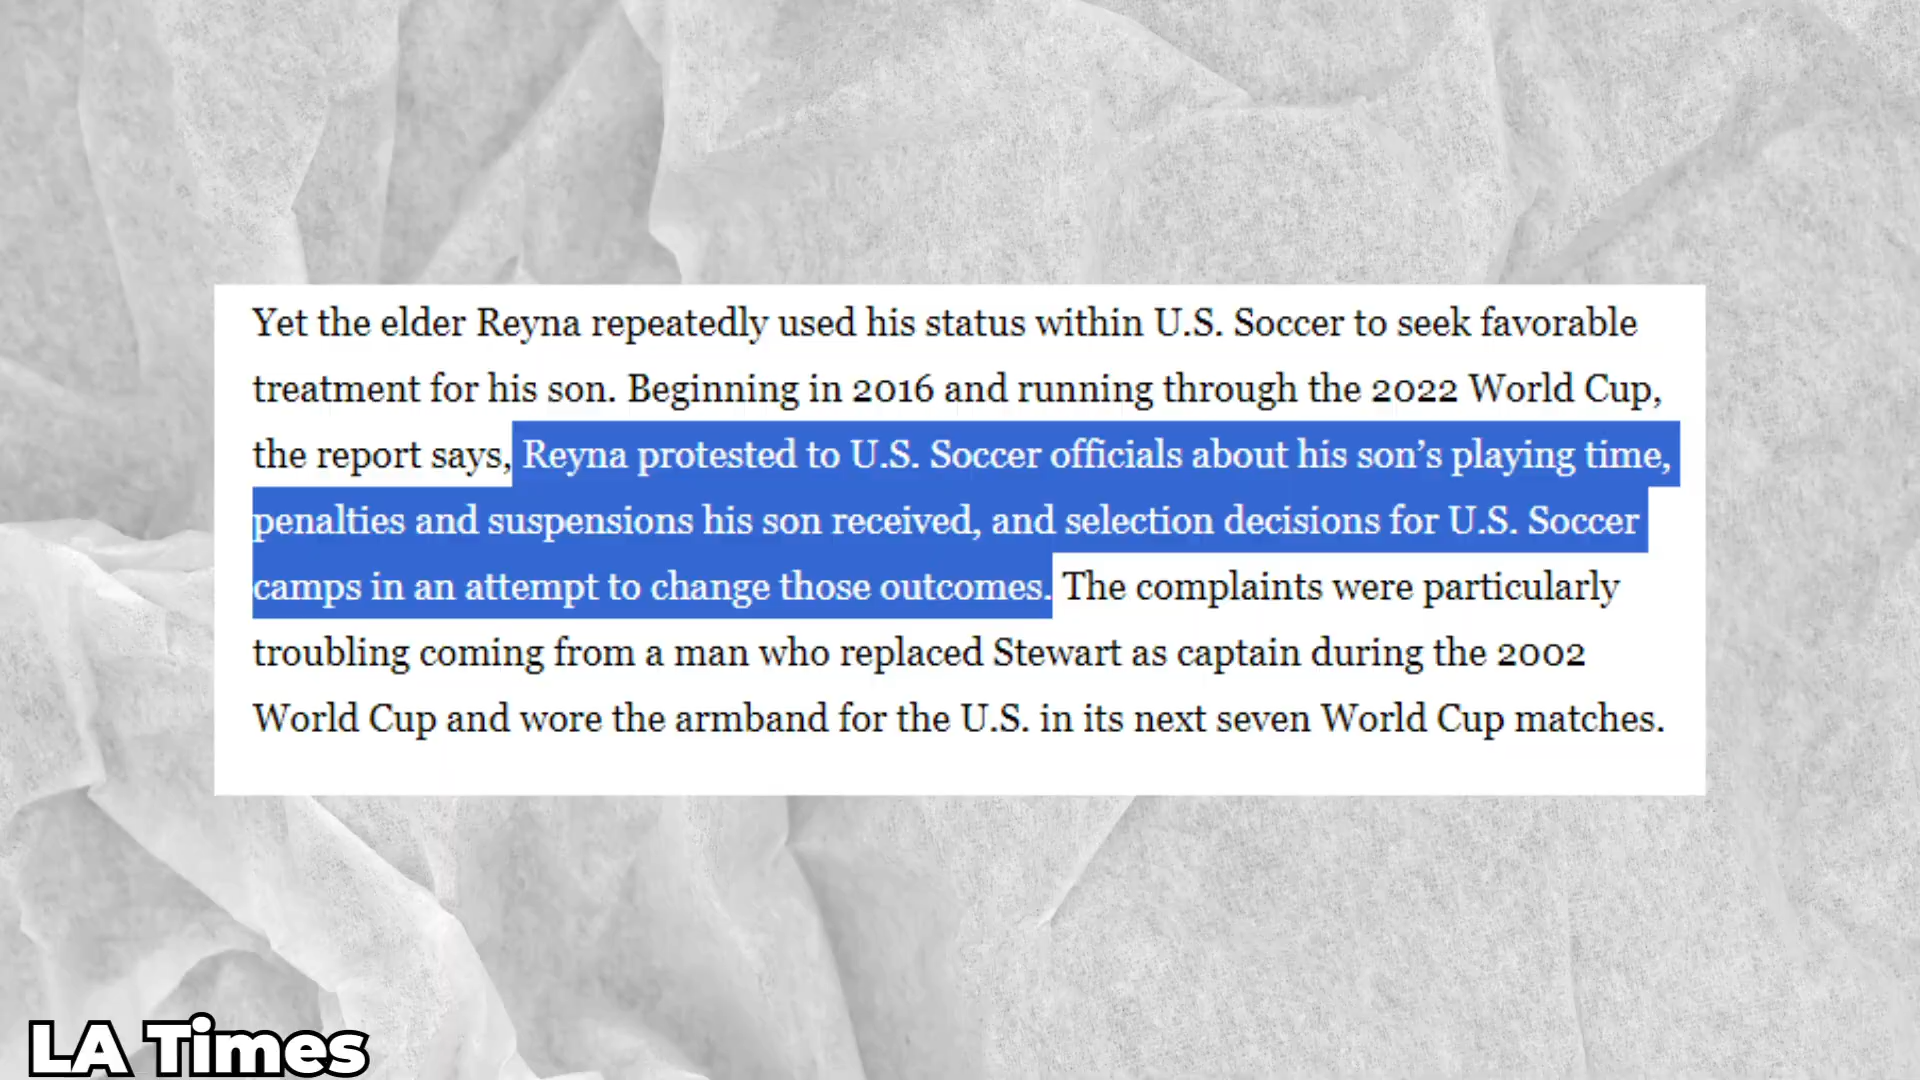 Yet the elder Reyna repeatedly used his status within U.S. Soccer to seek favorable
treatment for his son. Beginning in 2016 and running through the 2022 World Cup,
the report says, Reyna protested to U.S. Soccer officials about his son’s playing time,
penalties and suspensions his son received, and selection decisions for U.S. Soccer
camps in an attempt to change those outcomes. The complaints were particularly
troubling coming from a man who replaced Stewart as captain during the 2002
World Cup and wore the armband for the U.S. in its next seven World Cup matches.
LA Times